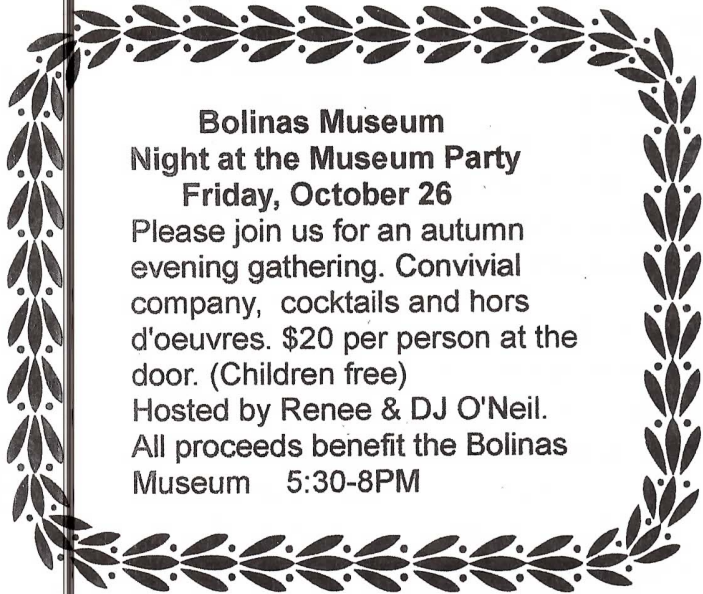 Bolinas Museum
Night at the Museum Party
Friday, October 26
Please join us for an autumn
evening gathering. Convivial
company, cocktails and hors
d'oeuvres. $20 per person at the
door. (Children free)
Hosted by Renee & DJ O'Neil.
All proceeds benefit the Bolinas
Museum 5:30-8PM